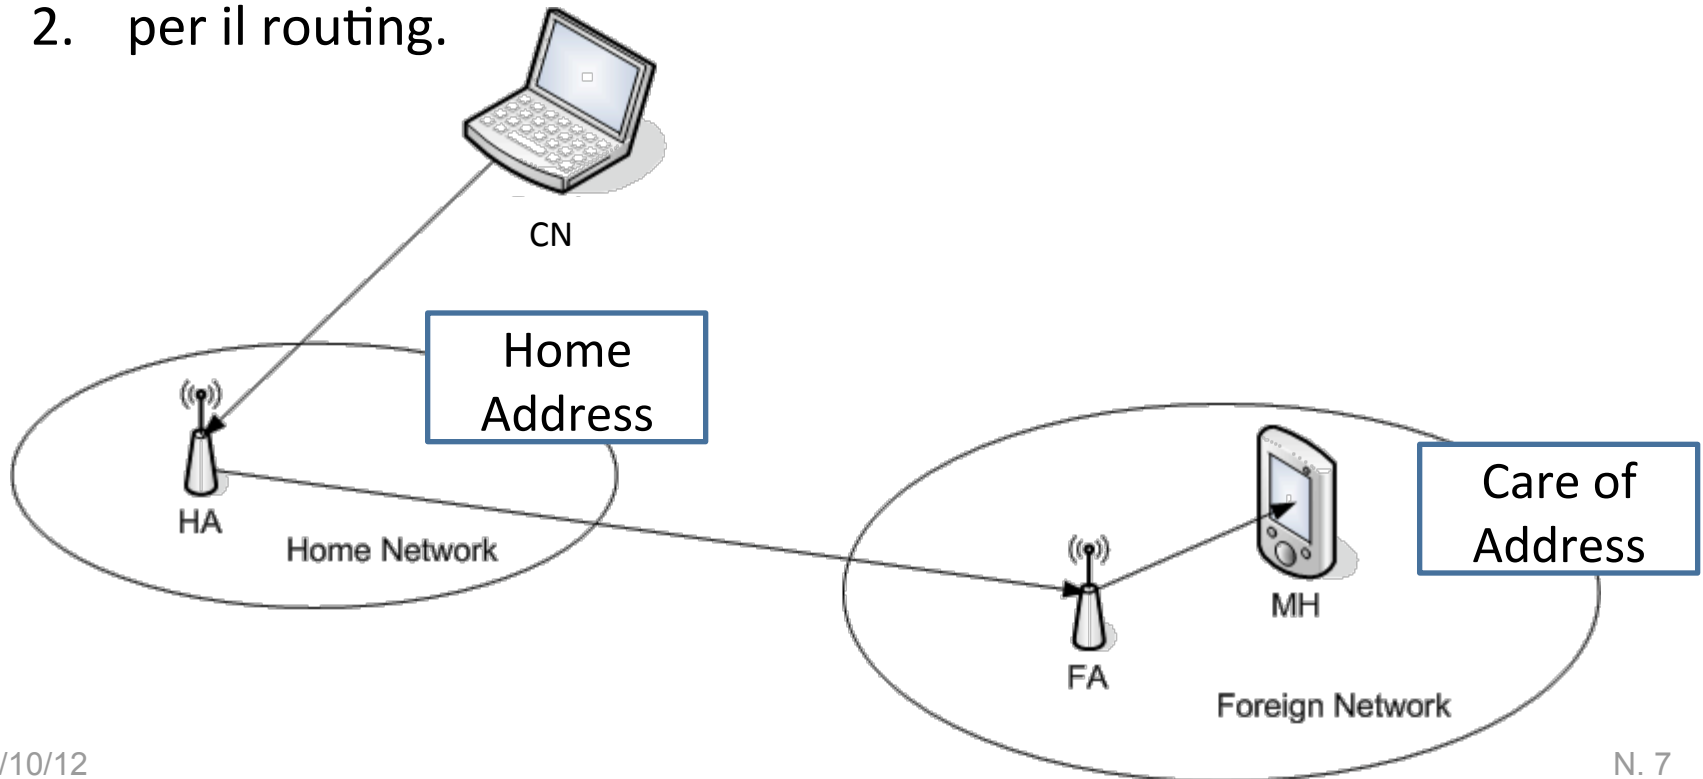 2. per il routing.
CN
Home
Address
HA
Home Network
Care of
Address
MH
FA
Foreign Network
/10/12
N. 7